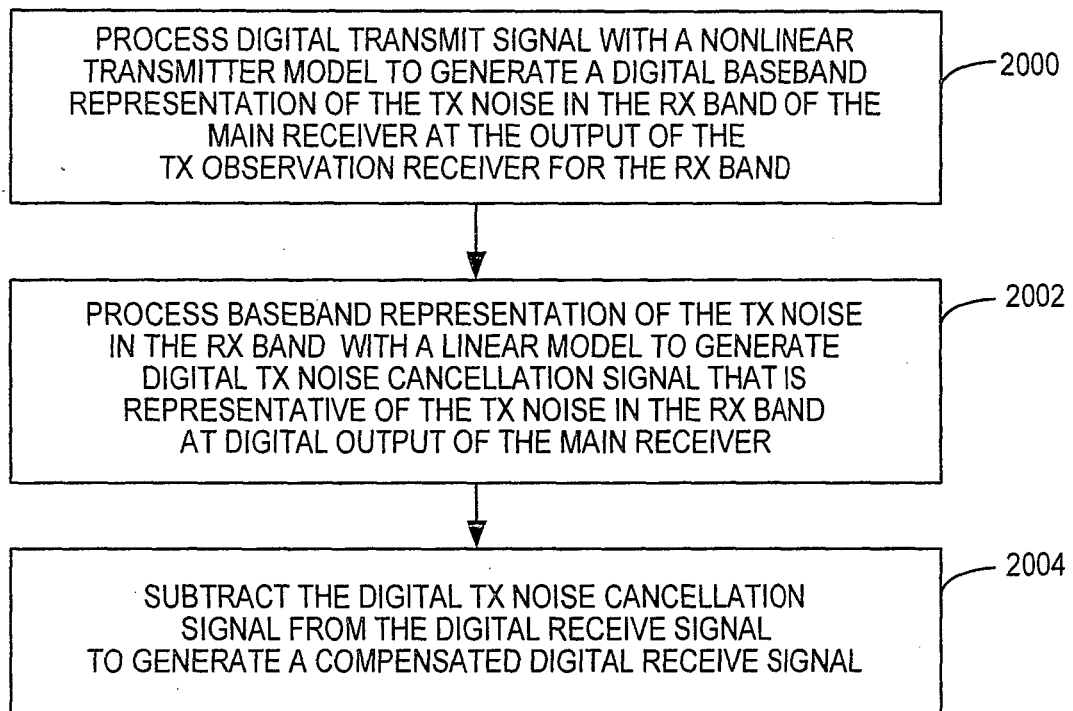 PROCESS DIGITAL TRANSMIT SIGNAL WITH A NONLINEAR
TRANSMITTER MODEL TO GENERATE A DIGITAL BASEBAND
REPRESENTATION OF THE TX NOISE IN THE RX BAND OF THE
MAIN RECEIVER AT THE OUTPUT OF THE
TX OBSERVATION RECEIVER FOR THE RX BAND
2000
PROCESS BASEBAND REPRESENTATION OF THE TX NOISE
IN THE RX BAND WITH A LINEAR MODEL TO GENERATE
DIGITAL TX NOISE CANCELLATION SIGNAL THAT IS
REPRESENTATIVE OF THE TX NOISE IN THE RX BAND
AT DIGITAL OUTPUT OF THE MAIN RECEIVER
2002
SUBTRACT THE DIGITAL TX NOISE CANCELLATION
SIGNAL FROM THE DIGITAL RECEIVE SIGNAL
TO GENERATE A COMPENSATED DIGITAL RECEIVE SIGNAL
2004